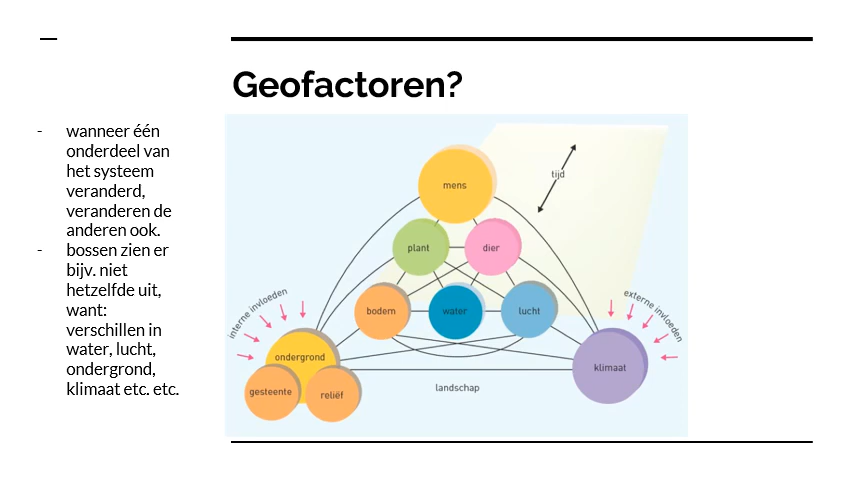 Geofactoren?
- wanneer één
onderdeel van
het systeem
veranderd,
veranderen de
anderen ook.
- bossen zien er
bijv. niet
hetzelfde uit,
want:
verschillen in
water, lucht,
ondergrond,
klimaat etc. etc.
mens
tijd
plant
dier
bodem
water
lucht
interne invloeden
externe invloeden
ondergrond
klimaat
gesteente
reliëf
landschap